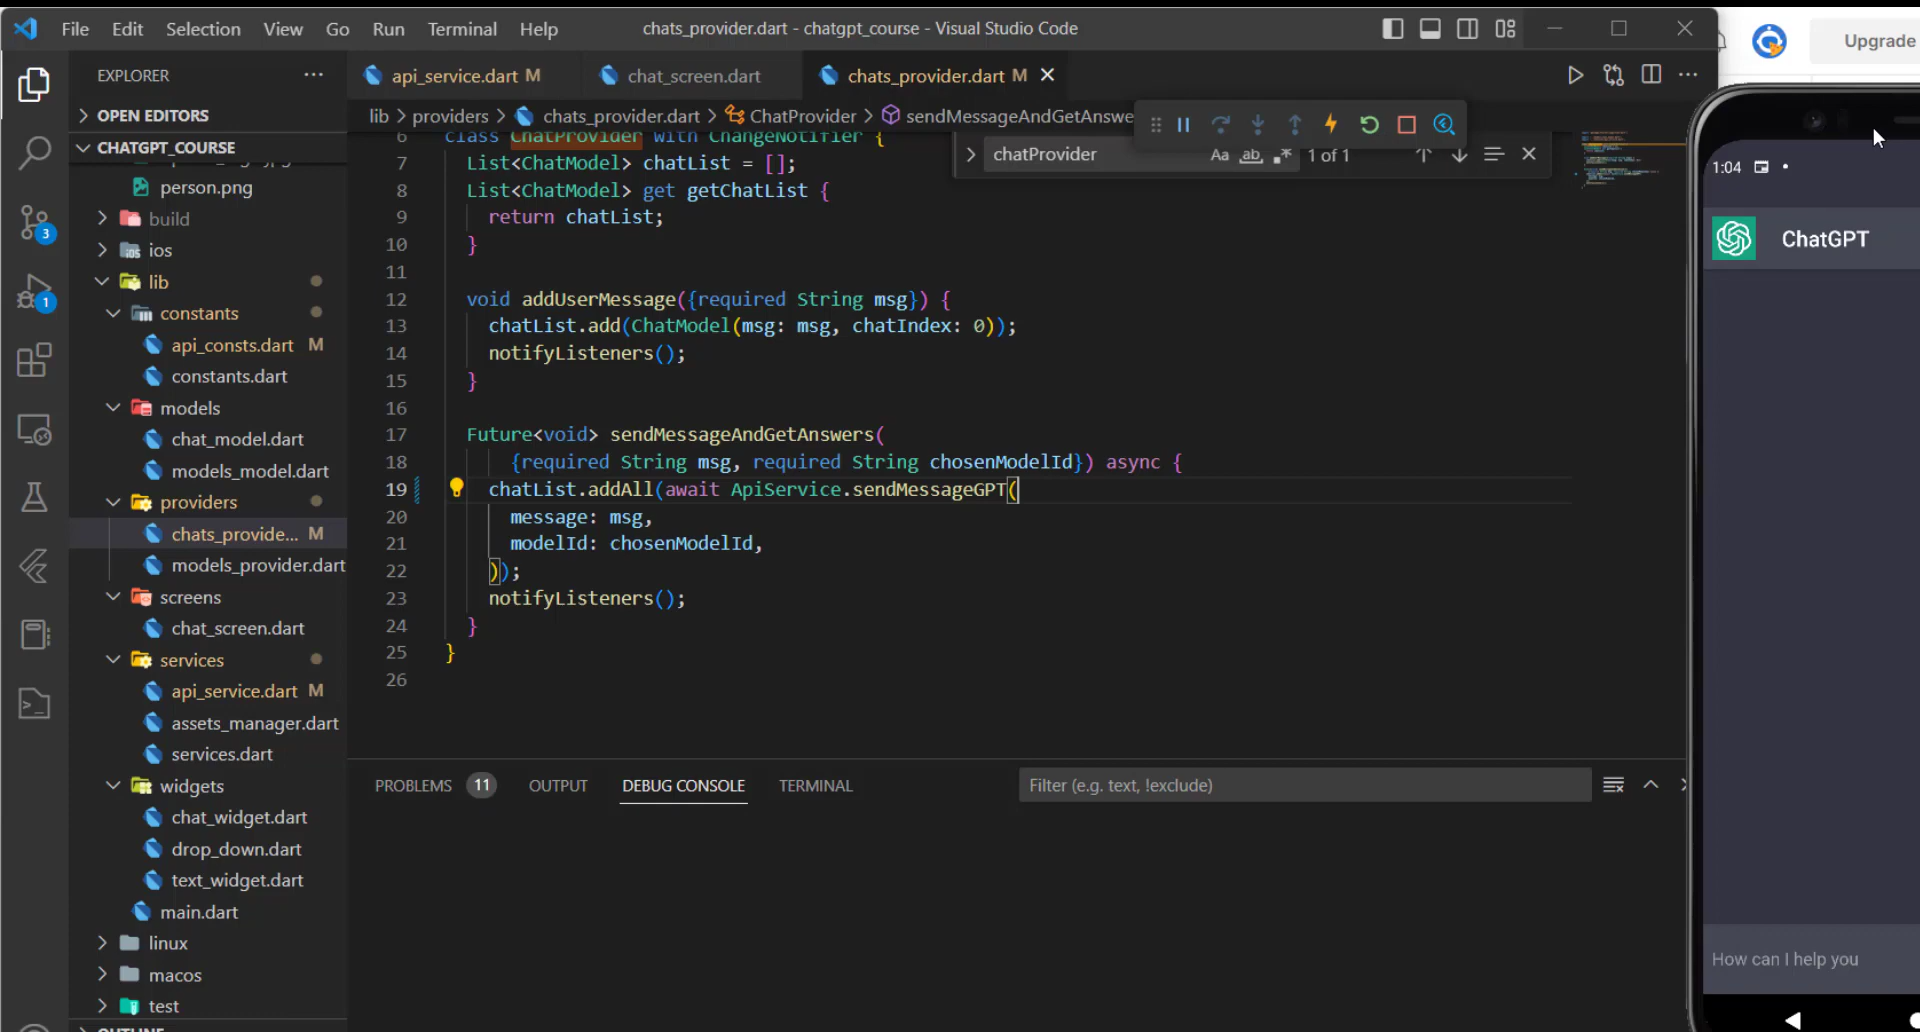 File Edit Selection View Go Run Terminal Help chats_provider.dart - chatgpt_course - Visual Studio Code
Upgrade
EXPLORER
api_service.dart M chat_screen.dart chats_provider.dart M
OPEN EDITORS
lib > providers > chats_provider.dart > ChatProvider > sendMessageAndGetAnswe
CHATGPT_COURSE
person.png
build
ios
lib
constants
api_consts.dart M
constants.dart
models
chat_model.dart
models_model.dart
providers
chats_provide... M
models_provider.dart
screens
chat_screen.dart
services
api_service.dart M
assets_manager.dart
services.dart
widgets
chat_widget.dart
drop_down.dart
text_widget.dart
main.dart
linux
macos
test
OUTLINE
3
1
chatProvider Aa ab 1 of 1
6 class ChatProvider with ChangeNotifier {
7 List<ChatModel> chatList = [];
8 List<ChatModel> get getChatList {
9 return chatList;
10 }
11
12 void addUserMessage({required String msg}) {
13 chatList.add(ChatModel(msg: msg, chatIndex: 0));
14 notifyListeners();
15 }
16
17 Future<void> sendMessageAndGetAnswers(
18 {required String msg, required String chosenModelId}) async {
19 chatList.addAll(await ApiService.sendMessageGPT(
20 message: msg,
21 modelId: chosenModelId,
22 ));
23 notifyListeners();
24 }
25 }
26
PROBLEMS 11 OUTPUT DEBUG CONSOLE TERMINAL Filter (e.g. text, !exclude)
1:04
ChatGPT
How can I help you